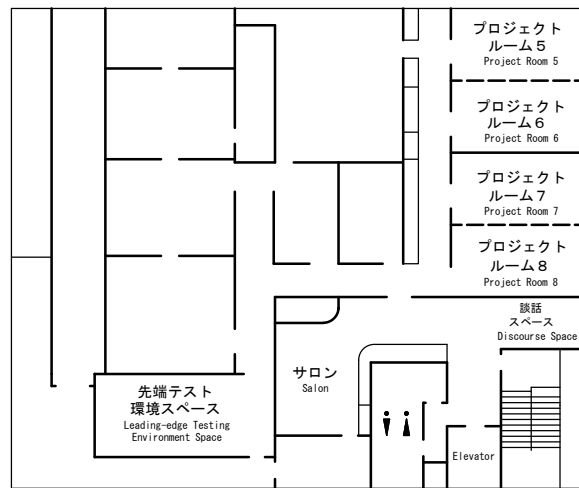 プロジェクト
ルーム５
Project Room 5
プロジェクト
ルーム６
Project Room 6
プロジェクト
ルーム７
Project Room 7
プロジェクト
ルーム８
Project Room 8
談話
スペース
Discourse Space
サロン
Salon
先端テスト
環境スペース
Leading-edge Testing
Environment Space
Elevator